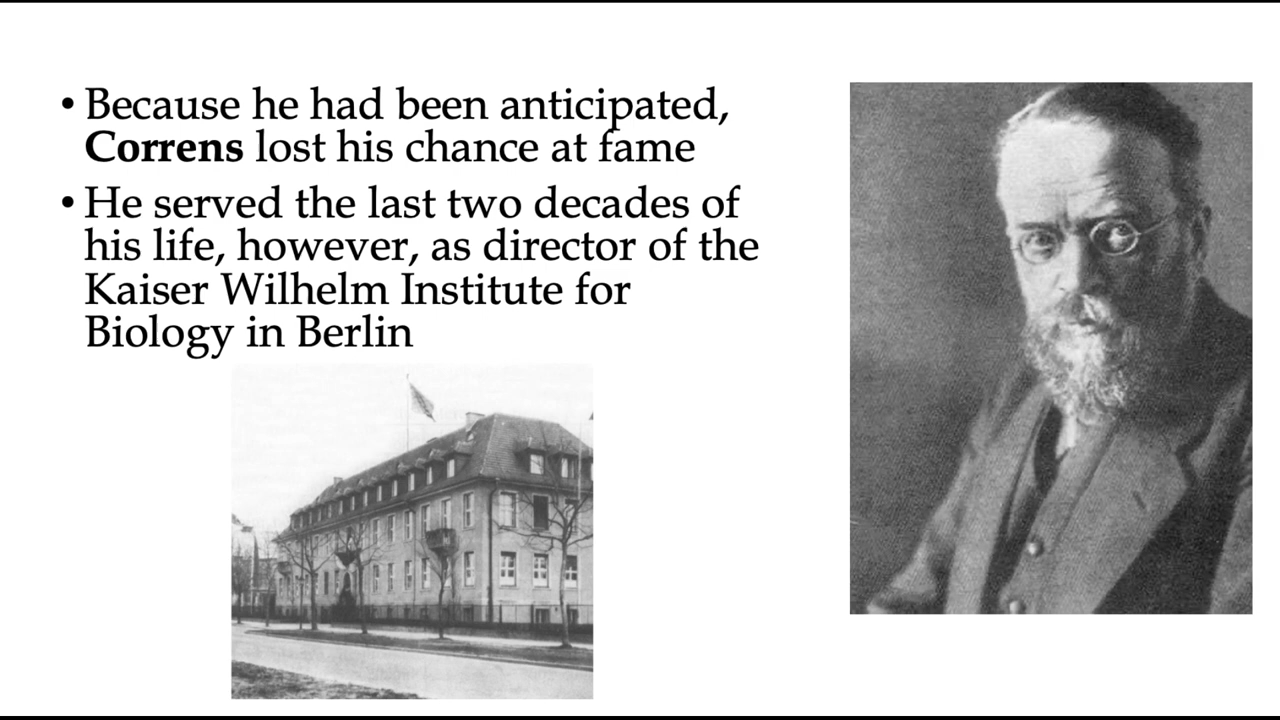 • Because he had been anticipated,
Correns lost his chance at fame
• He served the last two decades of
his life, however, as director of the
Kaiser Wilhelm Institute for
Biology in Berlin